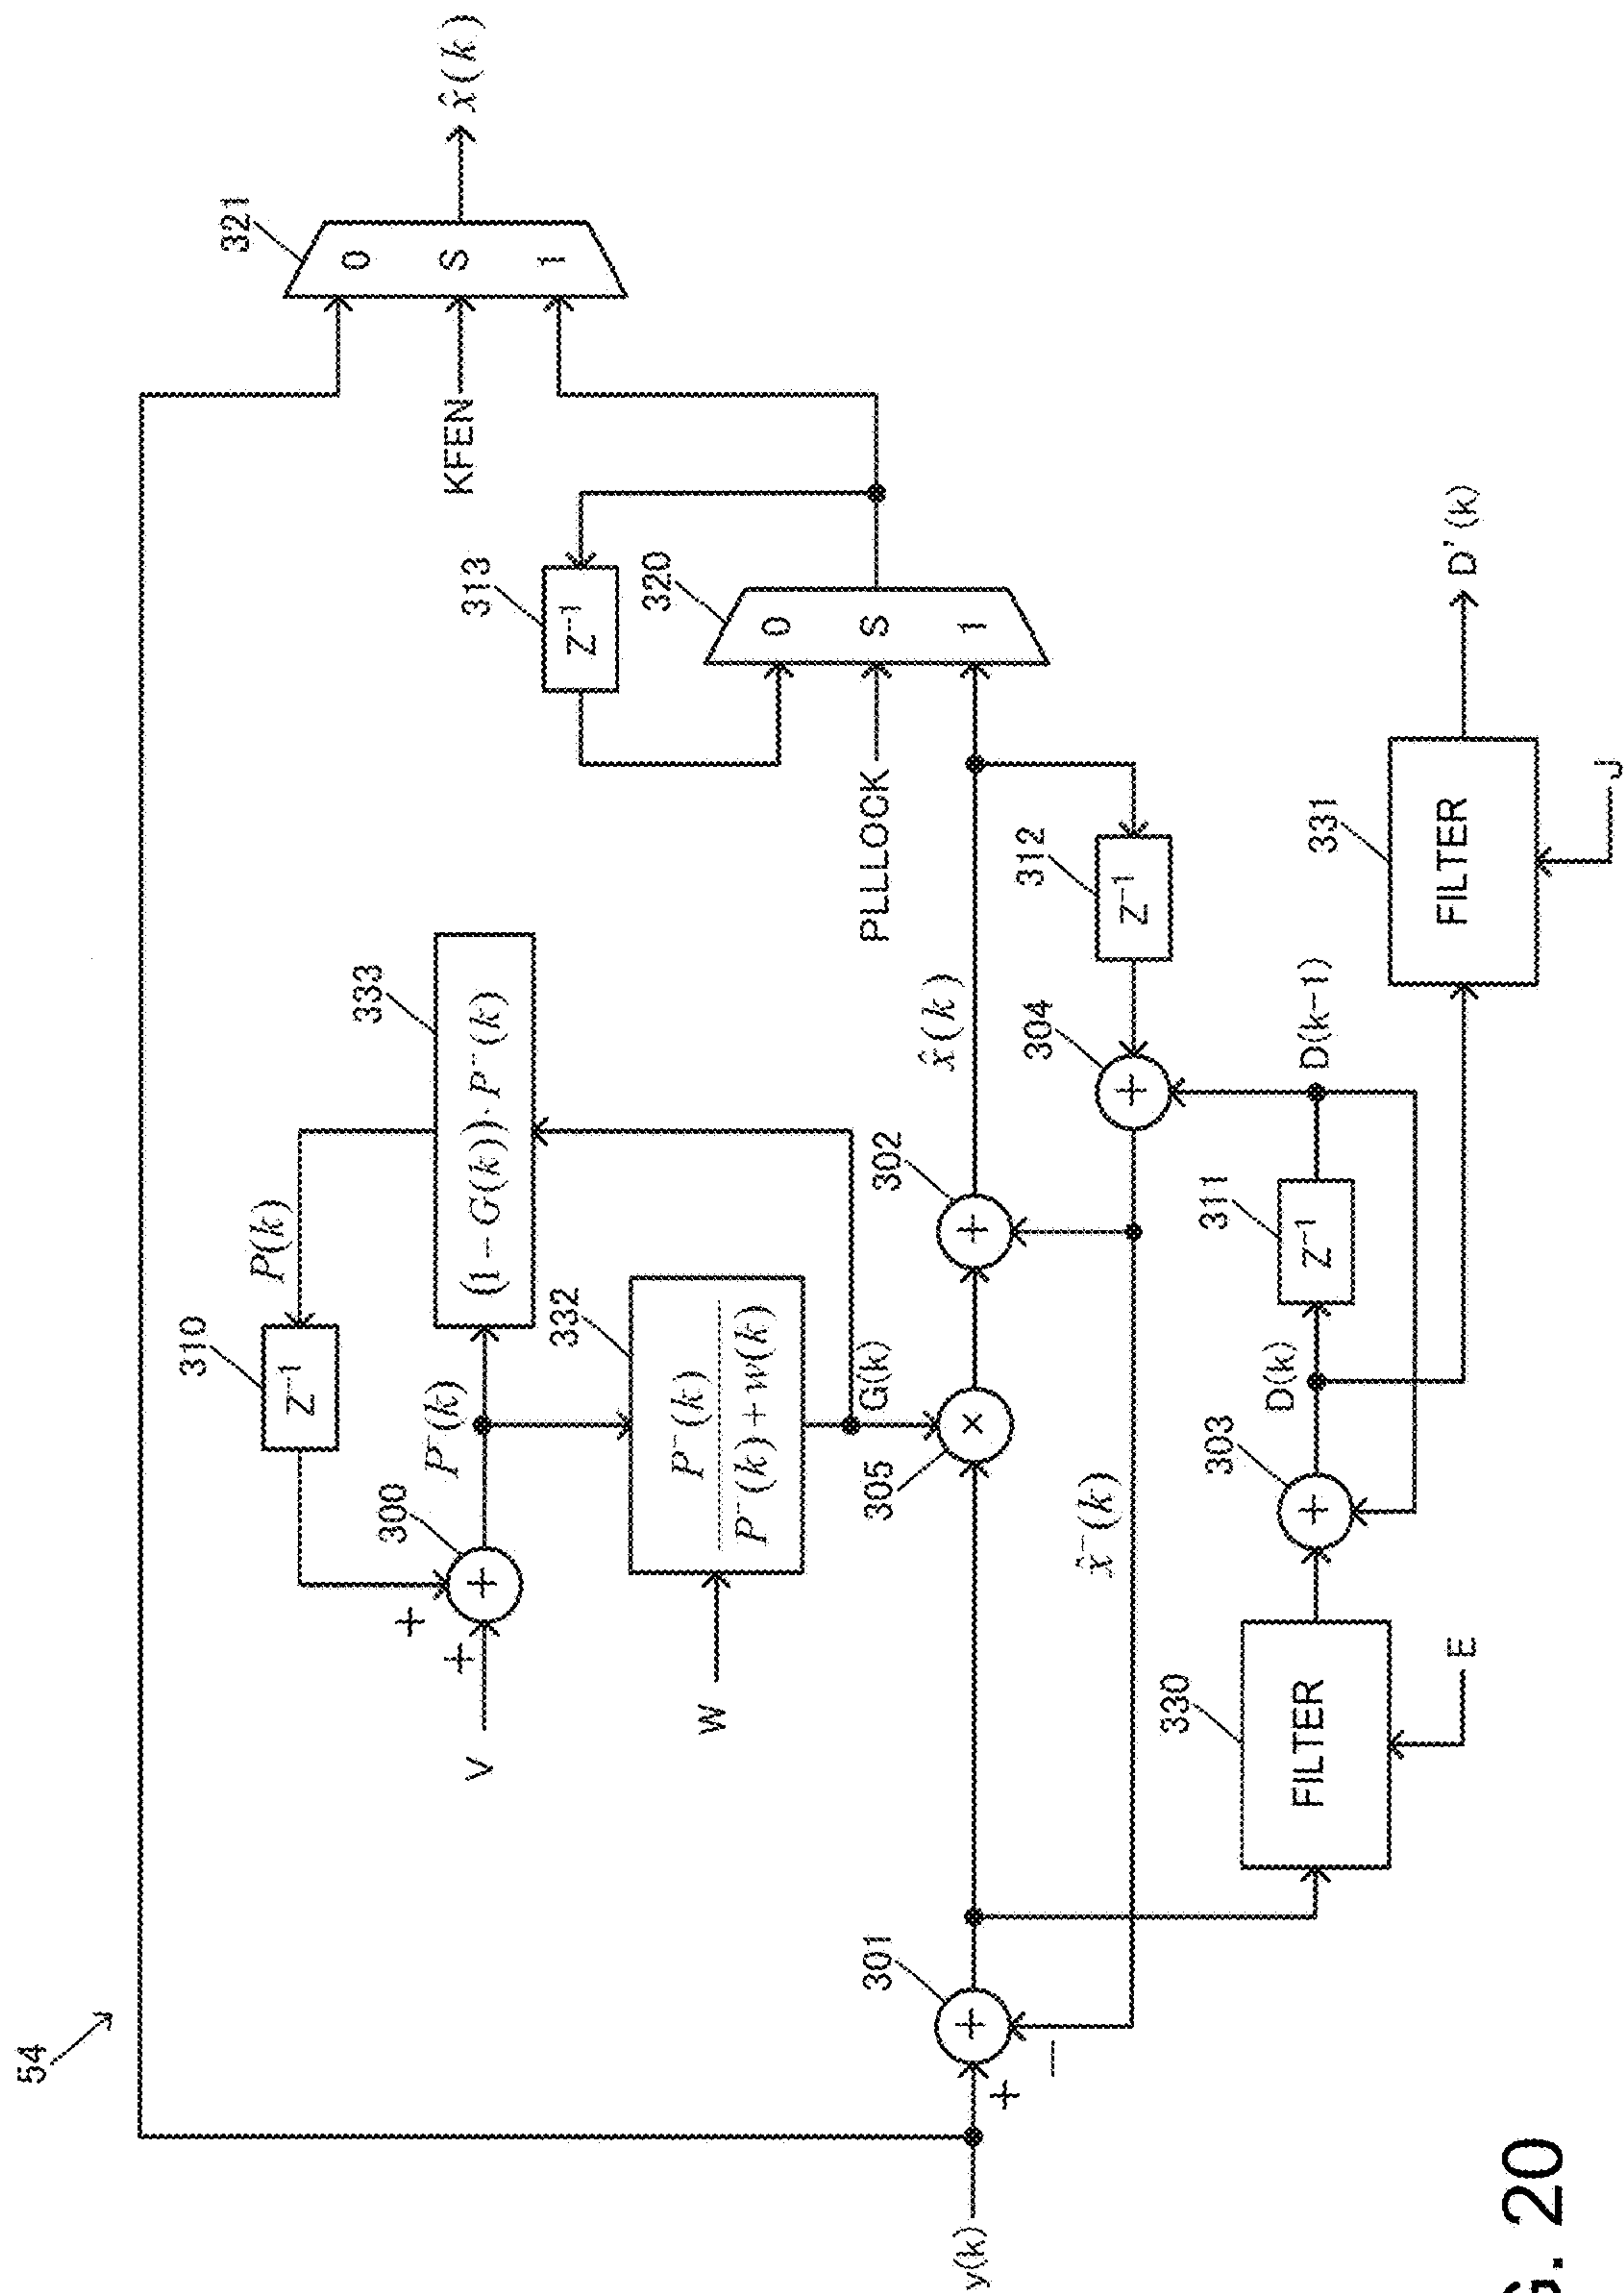 54
321
0
S
1
x̂(k)
KFEN
313
Z⁻¹
320
0
S
1
PLLLOCK
333
(1−G(k))·P⁻(k)
P(k)
310
Z⁻¹
P⁻(k)
300
+
+
+
V
332
P⁻(k)
P⁻(k)+w(k)
W
G(k)
305
×
302
+
x̂(k)
312
Z⁻¹
304
+
D(k−1)
x̂⁻(k)
311
Z⁻¹
D(k)
303
+
330
FILTER
E
331
FILTER
J
D'(k)
301
+
+
−
y(k)
G. 20